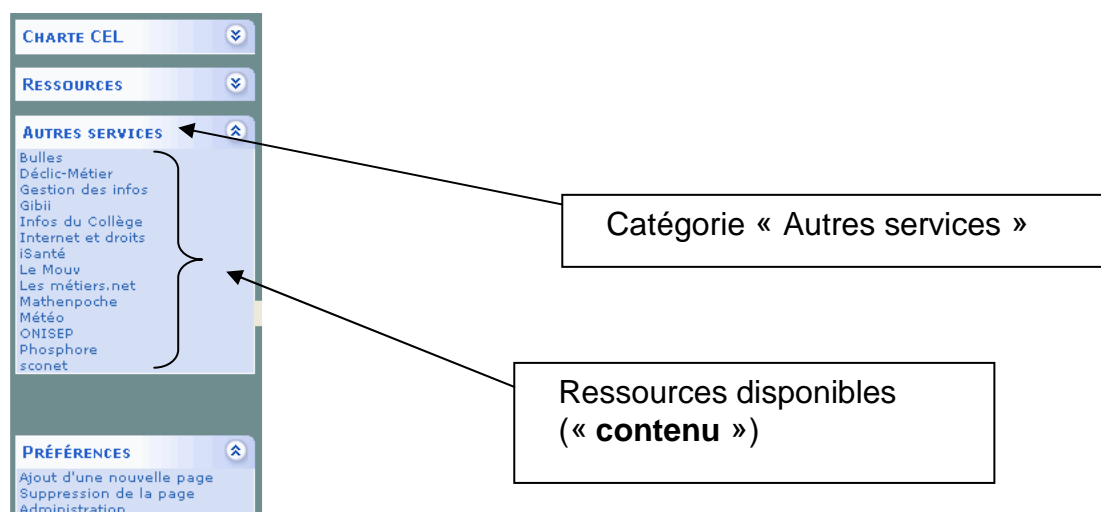 CHARTE CEL
RESSOURCES
AUTRES SERVICES
Bulles
Déclic-Métier
Gestion des infos
Gibii
Infos du Collège
Internet et droits
iSanté
Le Mouv
Les métiers.net
Mathenpoche
Météo
ONISEP
Phosphore
sconet
PRÉFÉRENCES
Ajout d'une nouvelle page
Suppression de la page
Administration
Catégorie « Autres services »
Ressources disponibles
(« contenu »)